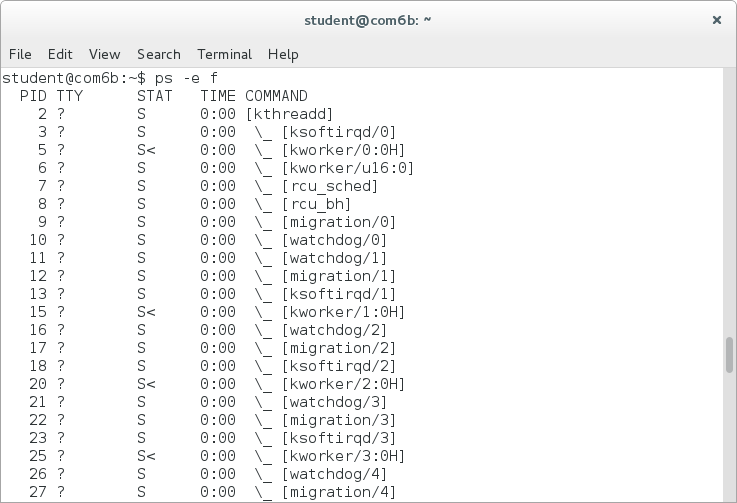 student@com6b: ~
File Edit View Search Terminal Help
student@com6b:~$ ps -e f
  PID TTY      STAT   TIME COMMAND
    2 ?        S      0:00 [kthreadd]
    3 ?        S      0:00  \_ [ksoftirqd/0]
    5 ?        S<     0:00  \_ [kworker/0:0H]
    6 ?        S      0:00  \_ [kworker/u16:0]
    7 ?        S      0:00  \_ [rcu_sched]
    8 ?        S      0:00  \_ [rcu_bh]
    9 ?        S      0:00  \_ [migration/0]
   10 ?        S      0:00  \_ [watchdog/0]
   11 ?        S      0:00  \_ [watchdog/1]
   12 ?        S      0:00  \_ [migration/1]
   13 ?        S      0:00  \_ [ksoftirqd/1]
   15 ?        S<     0:00  \_ [kworker/1:0H]
   16 ?        S      0:00  \_ [watchdog/2]
   17 ?        S      0:00  \_ [migration/2]
   18 ?        S      0:00  \_ [ksoftirqd/2]
   20 ?        S<     0:00  \_ [kworker/2:0H]
   21 ?        S      0:00  \_ [watchdog/3]
   22 ?        S      0:00  \_ [migration/3]
   23 ?        S      0:00  \_ [ksoftirqd/3]
   25 ?        S<     0:00  \_ [kworker/3:0H]
   26 ?        S      0:00  \_ [watchdog/4]
   27 ?        S      0:00  \_ [migration/4]